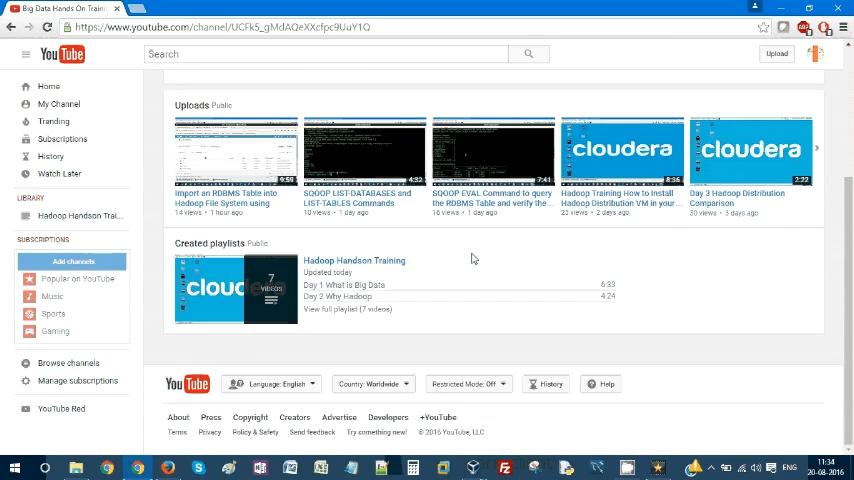 Big Data Hands On Traini
https://www.youtube.com/channel/UCFk5_gMdAQeXXcfpc9UuY1Q
YouTube
Search
Upload
Home
My Channel
Trending
Subscriptions
History
Watch Later
LIBRARY
Hadoop Handson Trai...
SUBSCRIPTIONS
Add channels
Popular on YouTube
Music
Sports
Gaming
Browse channels
Manage subscriptions
YouTube Red
Uploads Public
9:59
4:32
7:41
cloudera
8:36
cloudera
2:22
Import an RDBMS Table into
Hadoop File System using
14 views • 1 hour ago
SQOOP LIST-DATABASES and
LIST-TABLES Commands
10 views • 1 day ago
SQOOP EVAL Command to query
the RDBMS Table and verify the...
16 views • 1 day ago
Hadoop Training How to Install
Hadoop Distribution VM in your...
• 2 days ago
Day 3 Hadoop Distribution
Comparison
30 views • 3 days ago
Created playlists Public
cloud
7
VIDEOS
Hadoop Handson Training
Updated today
Day 1 What is Big Data 6:33
Day 2 Why Hadoop 4:24
View full playlist (7 videos)
YouTube
Language: English
Country: Worldwide
Restricted Mode: Off
History
Help
About Press Copyright Creators Advertise Developers +YouTube
Terms Privacy Policy & Safety Send feedback Try something new! © 2016 YouTube, LLC
ENG
11:34
20-08-2016